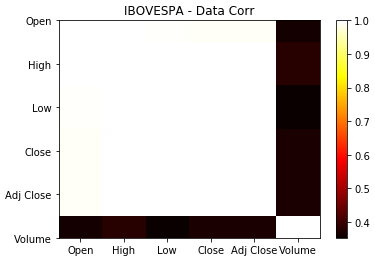 IBOVESPA - Data Corr
Open
High
Low
Close
Adj Close
Volume
Open High Low Close Adj Close Volume
1.0
0.9
0.8
0.7
0.6
0.5
0.4